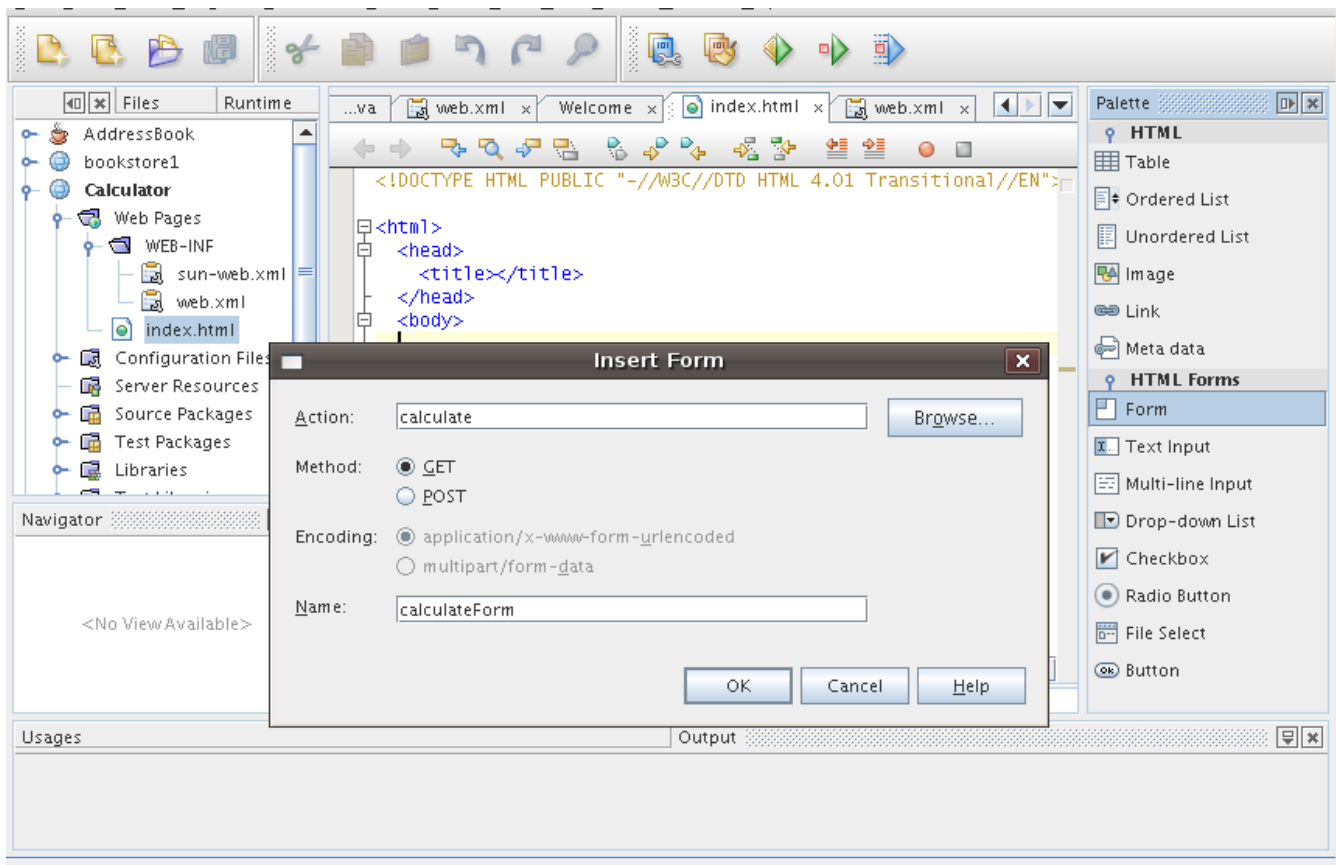 Files
Runtime
AddressBook
bookstore1
Calculator
Web Pages
WEB-INF
sun-web.xml
web.xml
index.html
Configuration Files
Server Resources
Source Packages
Test Packages
Libraries
Navigator
<No View Available>
...va web.xml Welcome index.html web.xml
<!DOCTYPE HTML PUBLIC "-//W3C//DTD HTML 4.01 Transitional//EN">
<html>
<head>
<title></title>
</head>
<body>
Insert Form
Action: calculate Browse...
Method: GET
POST
Encoding: application/x-www-form-urlencoded
multipart/form-data
Name: calculateForm
OK Cancel Help
Palette
HTML
Table
Ordered List
Unordered List
Image
Link
Meta data
HTML Forms
Form
Text Input
Multi-line Input
Drop-down List
Checkbox
Radio Button
File Select
Button
Usages
Output